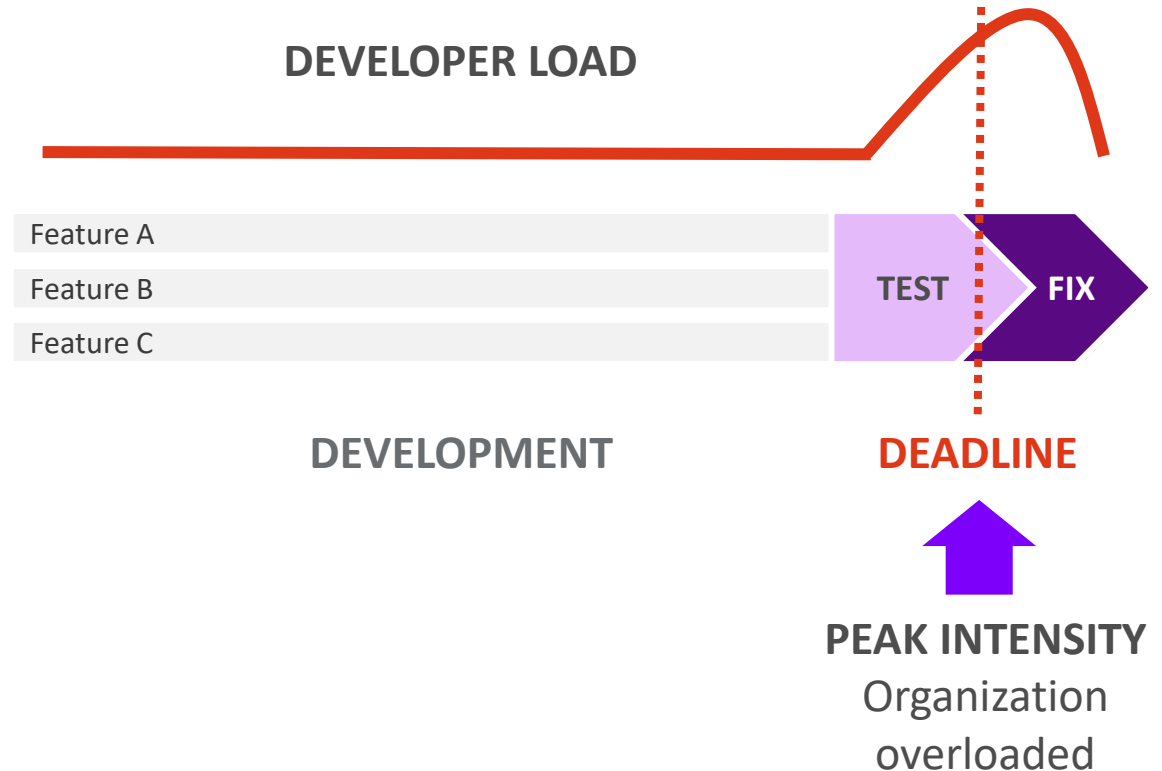 DEVELOPER LOAD
Feature A
Feature B
Feature C
TEST
FIX
DEVELOPMENT
DEADLINE
PEAK INTENSITY
Organization
overloaded